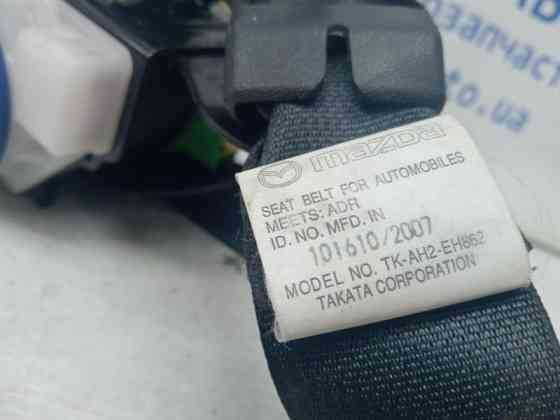 mazda
SEAT BELT FOR AUTOMOBILES
MEETS: ADR
ID. NO. MFD. IN
101610/2007
MODEL NO. TK-AH2-EH862
TAKATA CORPORATION